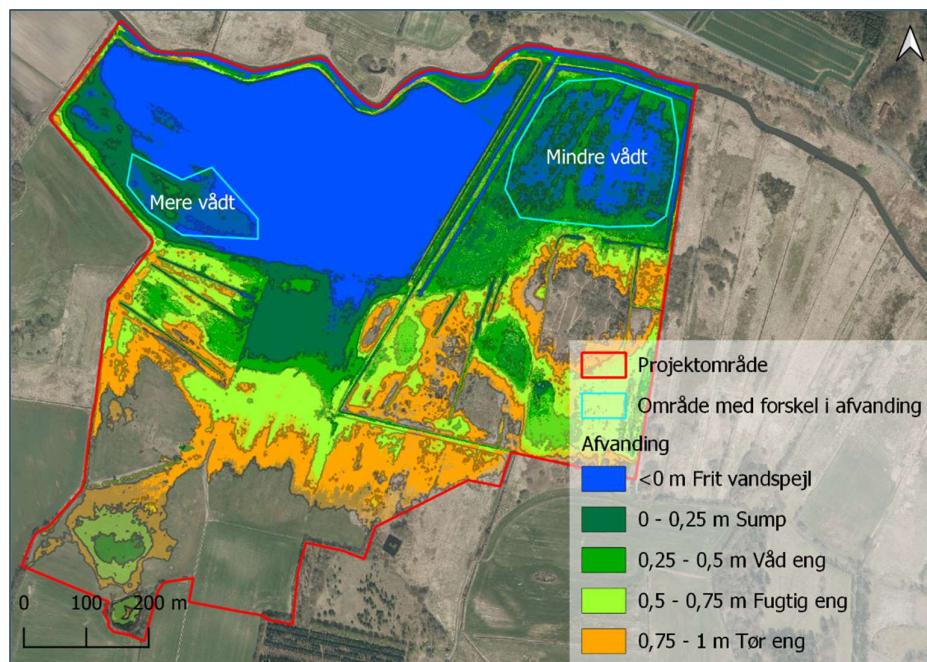 Mindre vådt
Mere vådt
Projektområde
Område med forskel i afvanding
Afvanding
<0 m Frit vandspejl
0 - 0,25 m Sump
0,25 - 0,5 m Våd eng
0,5 - 0,75 m Fugtig eng
0,75 - 1 m Tør eng
0 100 200 m